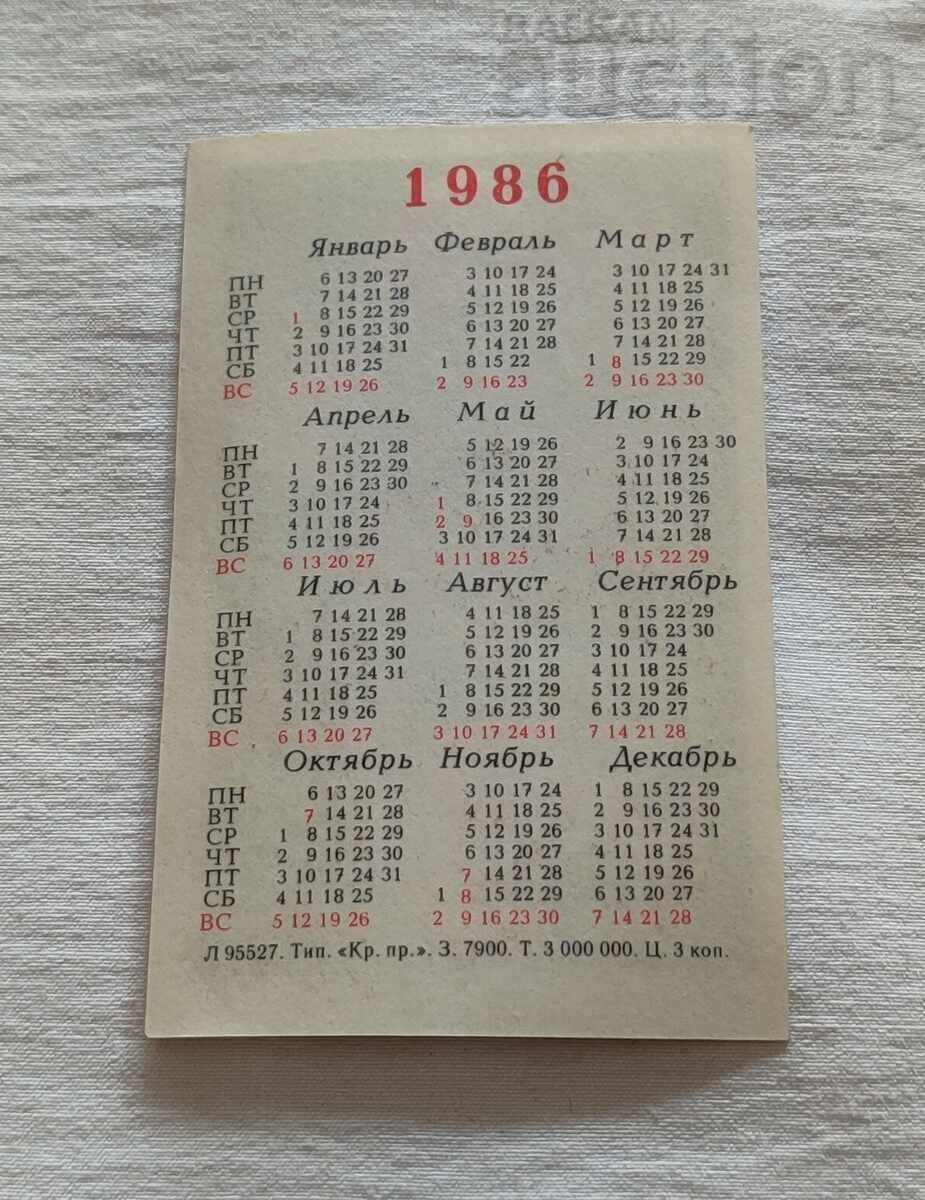 BALKAN
auction
1986
Январь Февраль Март
ПН 6 13 20 27 3 10 17 24 3 10 17 24 31
ВТ 7 14 21 28 4 11 18 25 4 11 18 25
СР 1 8 15 22 29 5 12 19 26 5 12 19 26
ЧТ 2 9 16 23 30 6 13 20 27 6 13 20 27
ПТ 3 10 17 24 31 7 14 21 28 7 14 21 28
СБ 4 11 18 25 1 8 15 22 1 8 15 22 29
ВС 5 12 19 26 2 9 16 23 2 9 16 23 30
Апрель Май Июнь
ПН 7 14 21 28 5 12 19 26 2 9 16 23 30
ВТ 1 8 15 22 29 6 13 20 27 3 10 17 24
СР 2 9 16 23 30 7 14 21 28 4 11 18 25
ЧТ 3 10 17 24 1 8 15 22 29 5 12 19 26
ПТ 4 11 18 25 2 9 16 23 30 6 13 20 27
СБ 5 12 19 26 3 10 17 24 31 7 14 21 28
ВС 6 13 20 27 4 11 18 25 1 8 15 22 29
Июль Август Сентябрь
ПН 7 14 21 28 4 11 18 25 1 8 15 22 29
ВТ 1 8 15 22 29 5 12 19 26 2 9 16 23 30
СР 2 9 16 23 30 6 13 20 27 3 10 17 24
ЧТ 3 10 17 24 31 7 14 21 28 4 11 18 25
ПТ 4 11 18 25 1 8 15 22 29 5 12 19 26
СБ 5 12 19 26 2 9 16 23 30 6 13 20 27
ВС 6 13 20 27 3 10 17 24 31 7 14 21 28
Октябрь Ноябрь Декабрь
ПН 6 13 20 27 3 10 17 24 1 8 15 22 29
ВТ 7 14 21 28 4 11 18 25 2 9 16 23 30
СР 1 8 15 22 29 5 12 19 26 3 10 17 24 31
ЧТ 2 9 16 23 30 6 13 20 27 4 11 18 25
ПТ 3 10 17 24 31 7 14 21 28 5 12 19 26
СБ 4 11 18 25 1 8 15 22 29 6 13 20 27
ВС 5 12 19 26 2 9 16 23 30 7 14 21 28
Л 95527. Тип. «Кр. пр.». З. 7900. Т. 3 000 000. Ц. 3 коп.